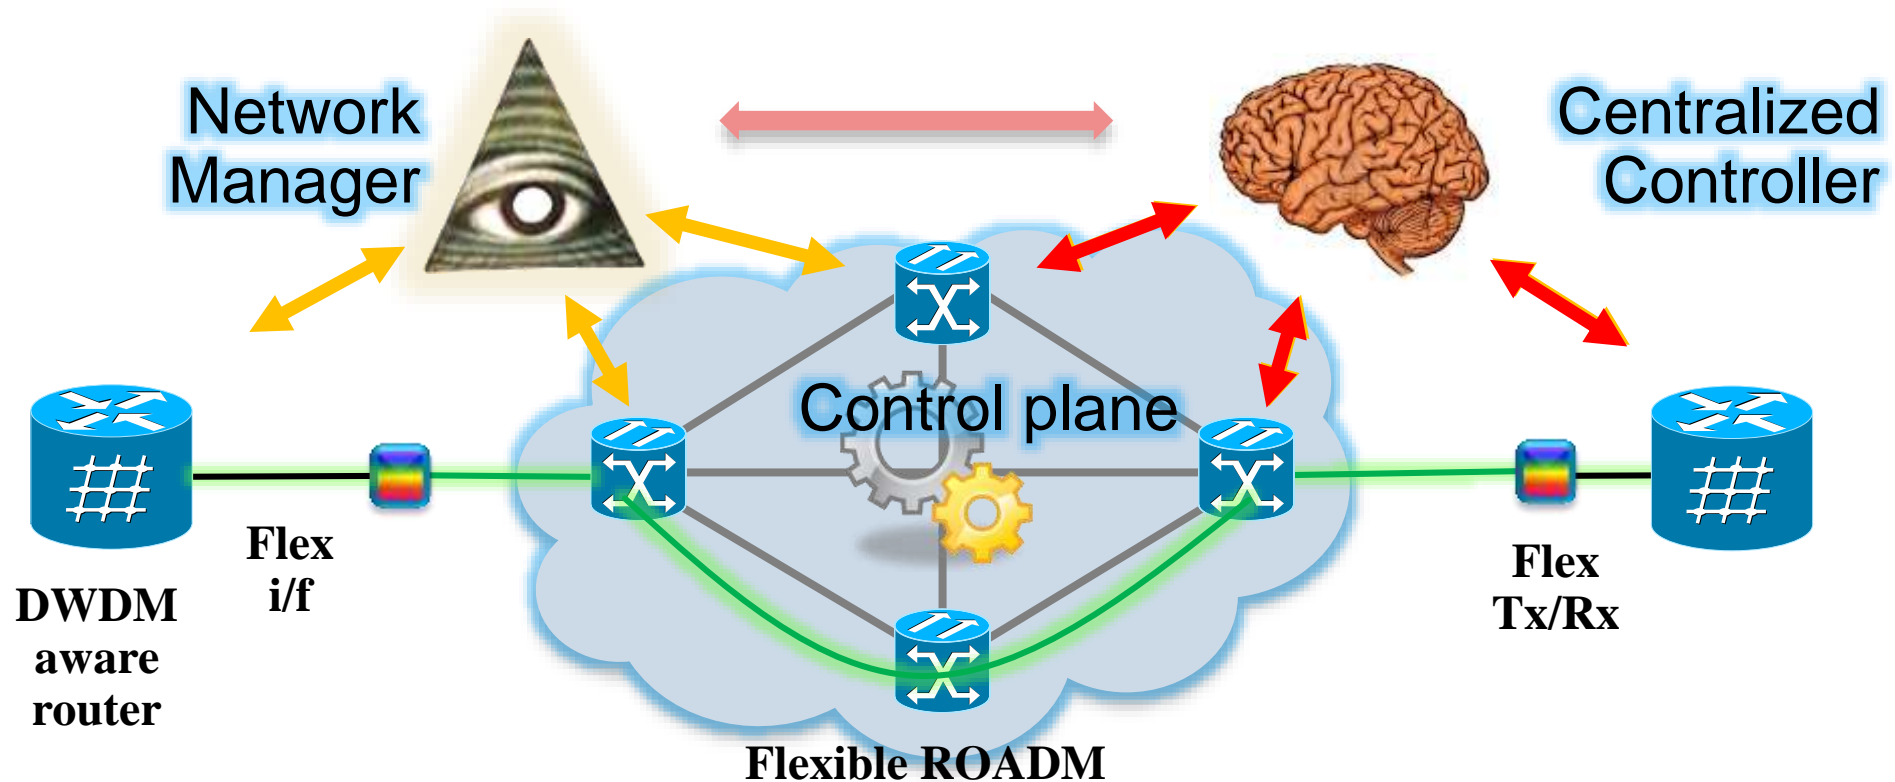 Network
Manager
Centralized
Controller
Control plane
Flex
i/f
DWDM
aware
router
Flex
Tx/Rx
Flexible ROADM